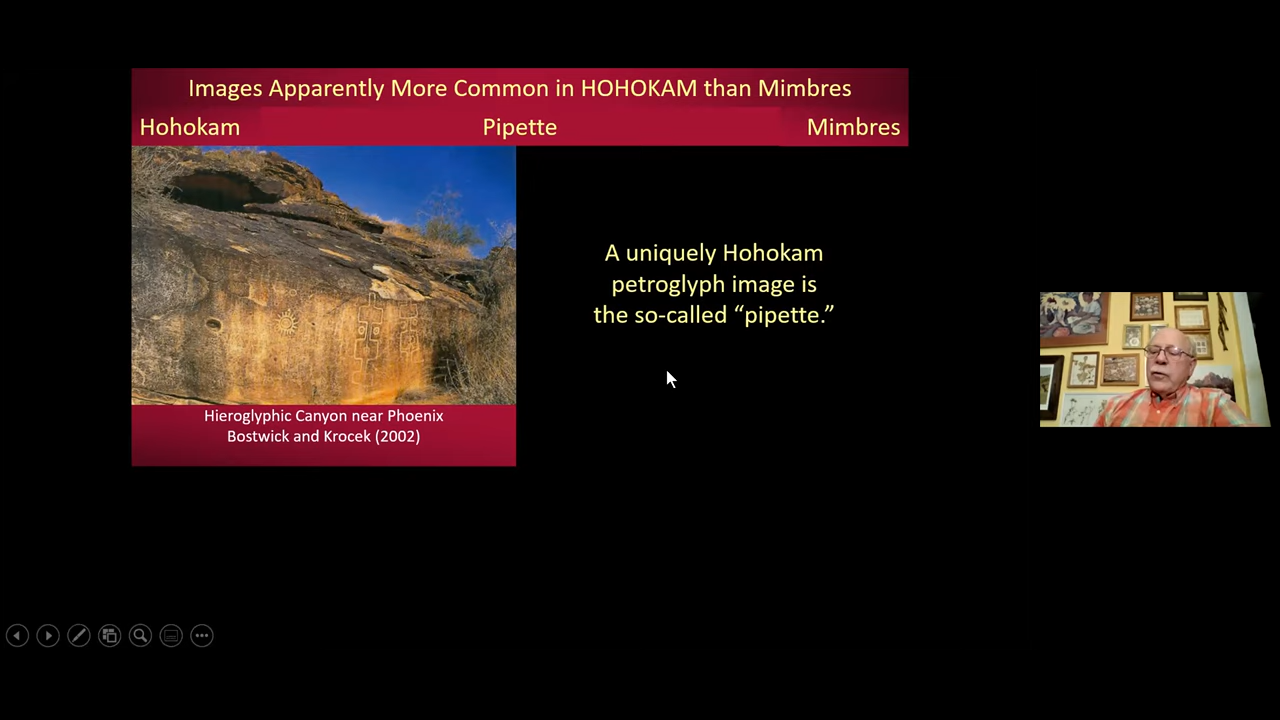 Images Apparently More Common in HOHOKAM than Mimbres
Hohokam
Pipette
Mimbres
A uniquely Hohokam
petroglyph image is
the so-called “pipette.”
Hieroglyphic Canyon near Phoenix
Bostwick and Krocek (2002)